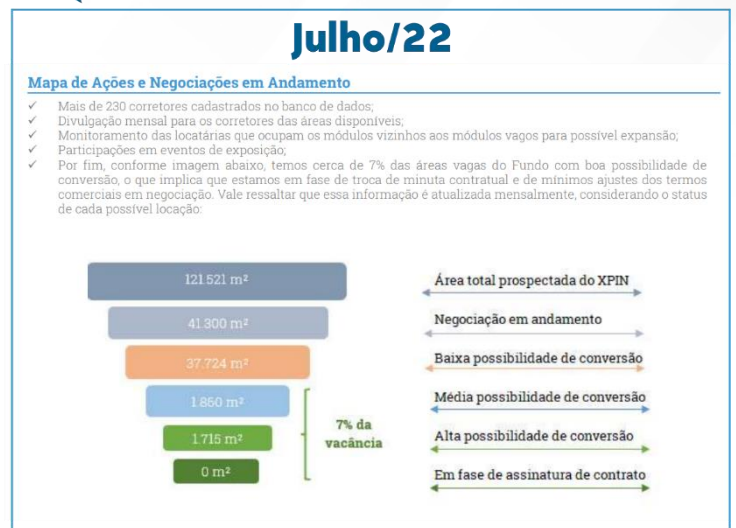 Julho/22
Mapa de Ações e Negociações em Andamento
✓ Mais de 230 corretores cadastrados no banco de dados;
✓ Divulgação mensal para os corretores das áreas disponíveis;
✓ Monitoramento das locatárias que ocupam os módulos vizinhos aos módulos vagos para possível expansão;
✓ Participações em eventos de exposição;
✓ Por fim, conforme imagem abaixo, temos cerca de 7% das áreas vagas do Fundo com boa possibilidade de
conversão, o que implica que estamos em fase de troca de minuta contratual e de mínimos ajustes dos termos
comerciais em negociação. Vale ressaltar que essa informação é atualizada mensalmente, considerando o status
de cada possível locação:
121.521 m² Área total prospectada do XPIN
41.300 m² Negociação em andamento
37.724 m² Baixa possibilidade de conversão
1.860 m² Média possibilidade de conversão
7% da
vacância
1.715 m² Alta possibilidade de conversão
0 m² Em fase de assinatura de contrato